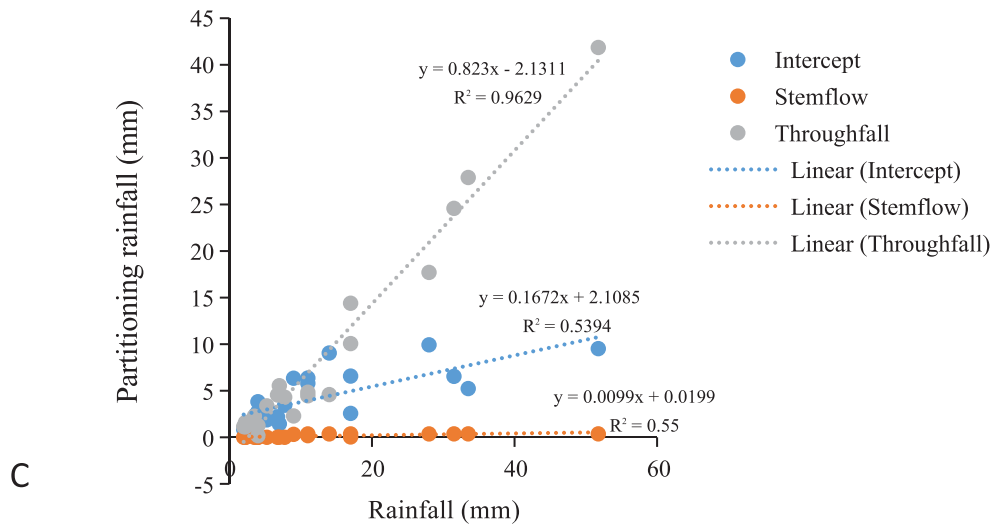 45
40
35
30
25
20
15
10
5
0
-5
Partitioning rainfall (mm)
y = 0.823x - 2.1311
R² = 0.9629
y = 0.1672x + 2.1085
R² = 0.5394
y = 0.0099x + 0.0199
R² = 0.55
0 20 40 60
Rainfall (mm)
Intercept
Stemflow
Throughfall
Linear (Intercept)
Linear (Stemflow)
Linear (Throughfall)
C